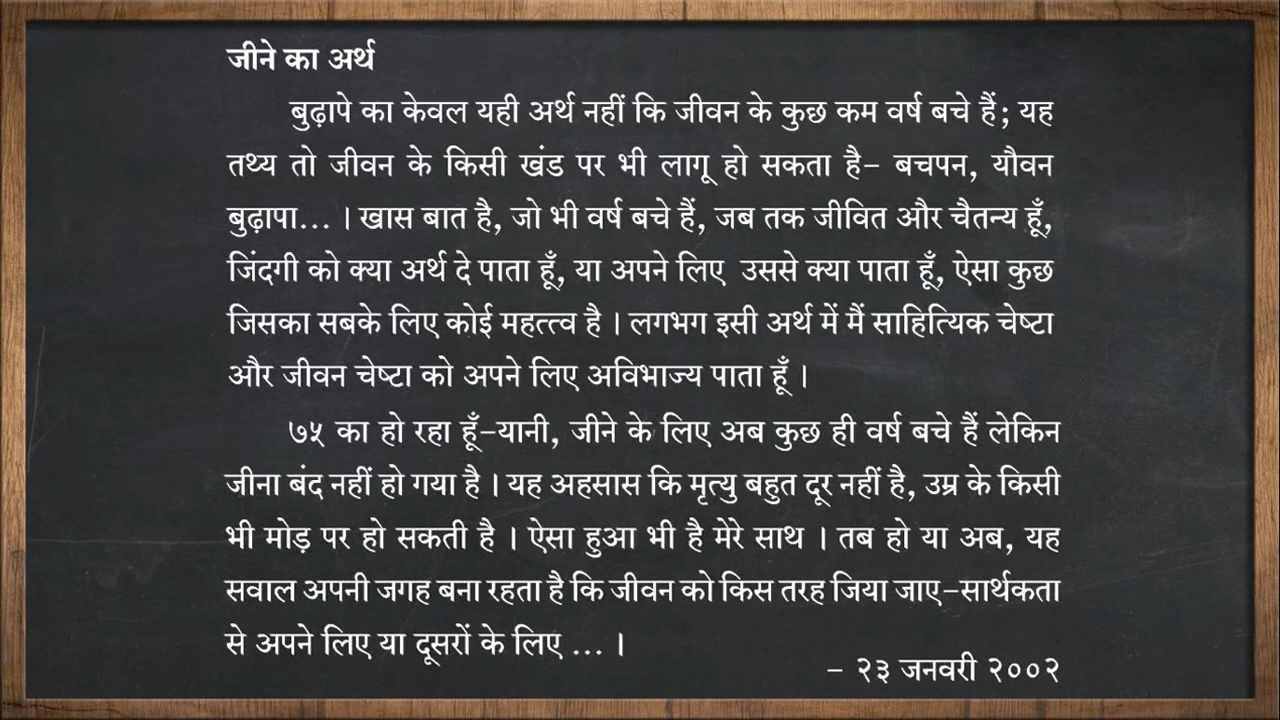 जीने का अर्थ
बुढ़ापे का केवल यही अर्थ नहीं कि जीवन के कुछ कम वर्ष बचे हैं; यह
तथ्य तो जीवन के किसी खंड पर भी लागू हो सकता है- बचपन, यौवन
बुढ़ापा... । खास बात है, जो भी वर्ष बचे हैं, जब तक जीवित और चैतन्य हूँ,
जिंदगी को क्या अर्थ दे पाता हूँ, या अपने लिए उससे क्या पाता हूँ, ऐसा कुछ
जिसका सबके लिए कोई महत्त्व है । लगभग इसी अर्थ में मैं साहित्यिक चेष्टा
और जीवन चेष्टा को अपने लिए अविभाज्य पाता हूँ ।
७५ का हो रहा हूँ-यानी, जीने के लिए अब कुछ ही वर्ष बचे हैं लेकिन
जीना बंद नहीं हो गया है । यह अहसास कि मृत्यु बहुत दूर नहीं है, उम्र के किसी
भी मोड़ पर हो सकती है । ऐसा हुआ भी है मेरे साथ । तब हो या अब, यह
सवाल अपनी जगह बना रहता है कि जीवन को किस तरह जिया जाए-सार्थकता
से अपने लिए या दूसरों के लिए ... ।
- २३ जनवरी २००२